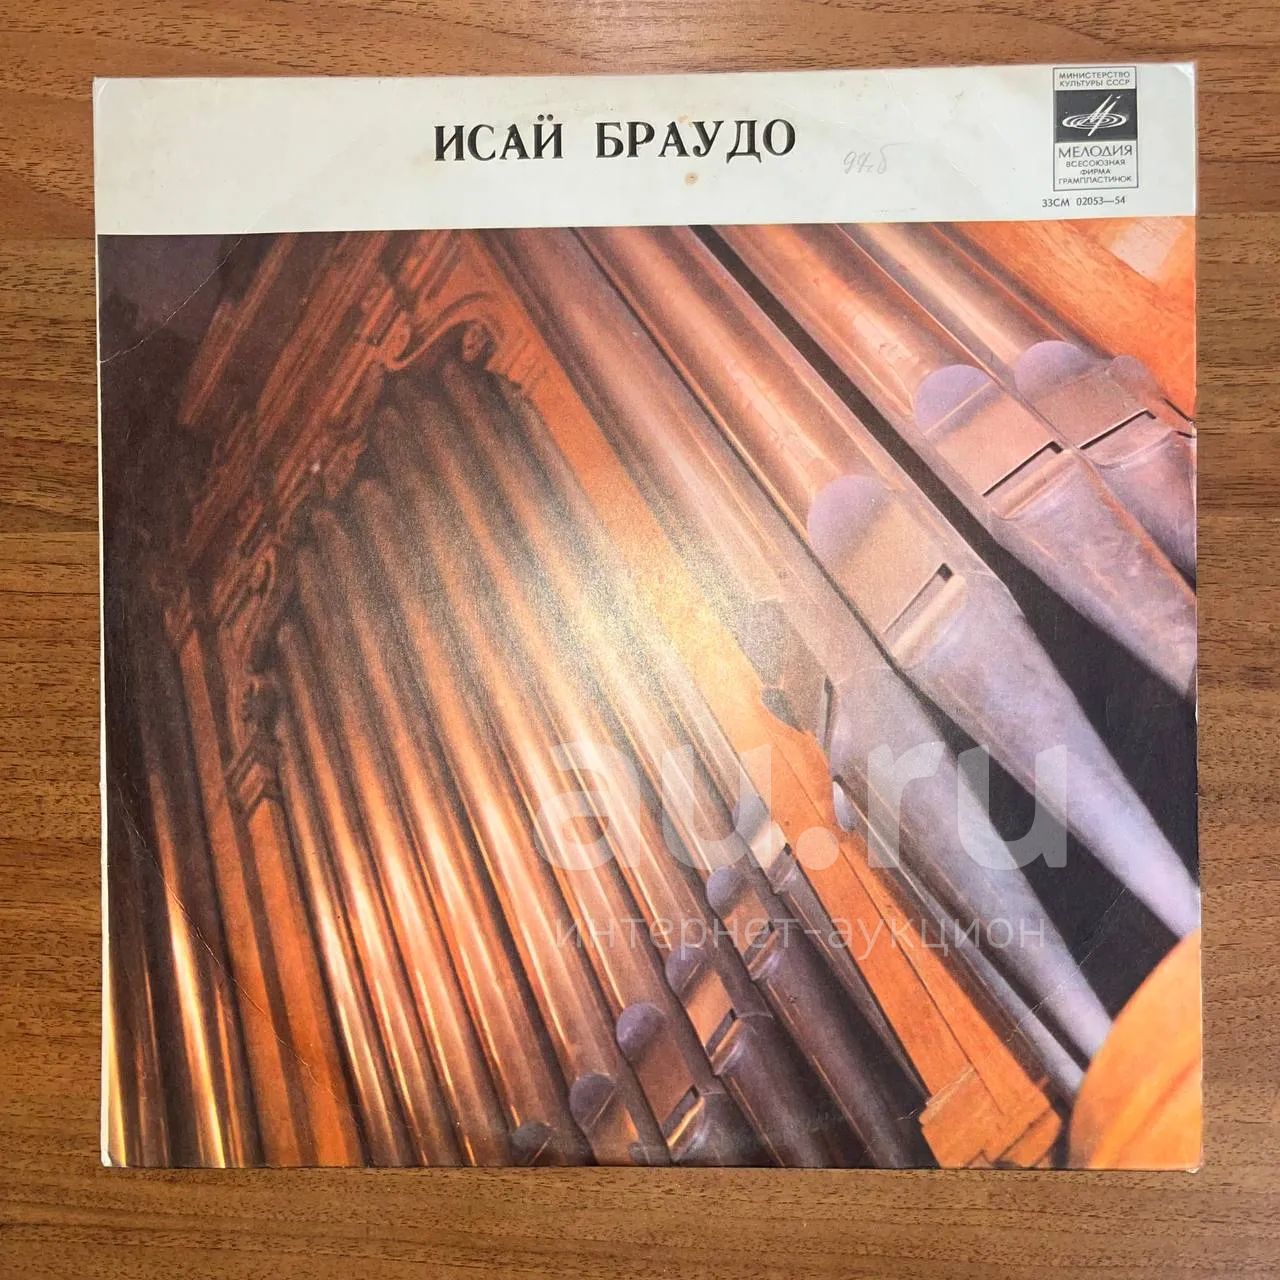 МИНИСТЕРСТВО
КУЛЬТУРЫ СССР
ИСАЙ БРАУДО
МЕЛОДИЯ
ВСЕСОЮЗНАЯ
ФИРМА
ГРАМПЛАСТИНОК
33СМ 02053—54
au.ru
интернет-аукцион